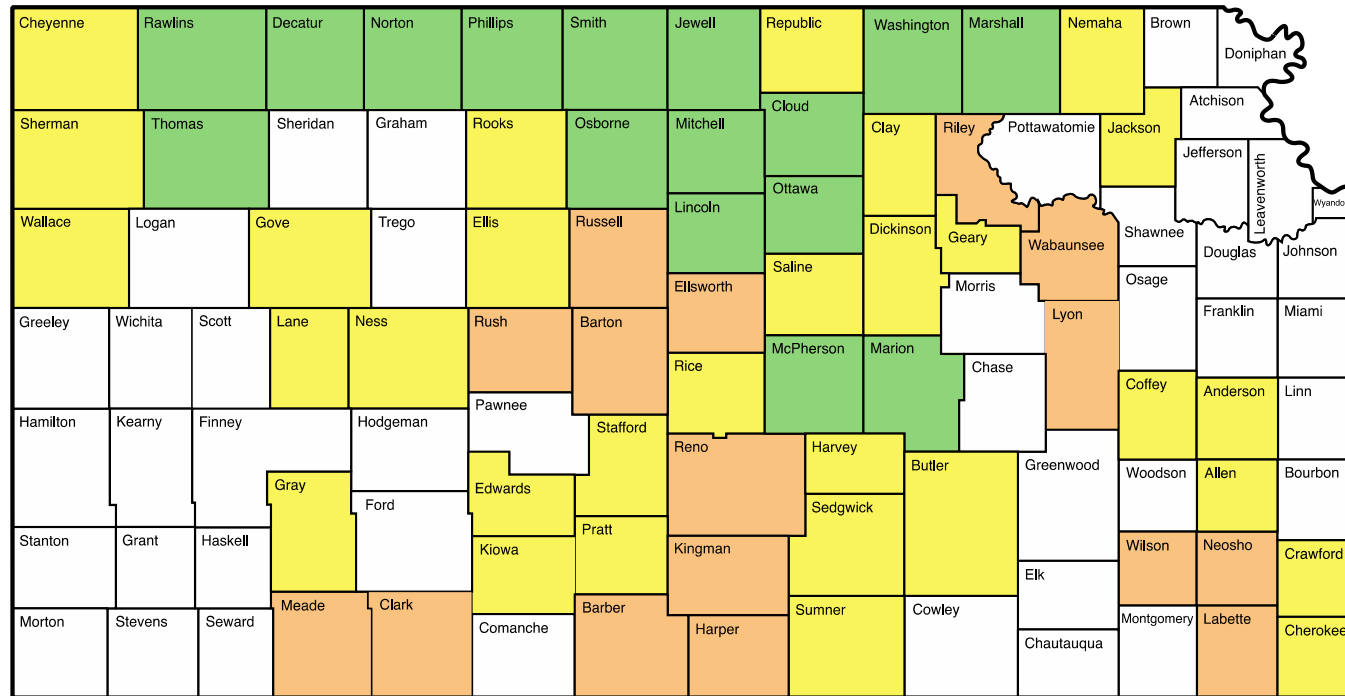 Cheyenne
Rawlins
Decatur
Norton
Phillips
Smith
Jewell
Republic
Washington
Marshall
Nemaha
Brown
Doniphan
Atchison
Sherman
Thomas
Sheridan
Graham
Rooks
Osborne
Mitchell
Cloud
Clay
Riley
Pottawatomie
Jackson
Jefferson
Leavenworth
Wyando
Ottawa
Lincoln
Wallace
Logan
Gove
Trego
Ellis
Russell
Dickinson
Geary
Wabaunsee
Shawnee
Douglas
Johnson
Saline
Ellsworth
Morris
Osage
Greeley
Wichita
Scott
Lane
Ness
Rush
Barton
Lyon
Franklin
Miami
McPherson
Marion
Rice
Chase
Coffey
Anderson
Linn
Hamilton
Kearny
Finney
Hodgeman
Pawnee
Stafford
Reno
Harvey
Butler
Greenwood
Woodson
Allen
Bourbon
Gray
Edwards
Ford
Sedgwick
Pratt
Stanton
Grant
Haskell
Kiowa
Kingman
Wilson
Neosho
Crawford
Elk
Meade
Clark
Barber
Sumner
Cowley
Morton
Stevens
Seward
Comanche
Harper
Chautauqua
Montgomery
Labette
Cherokee